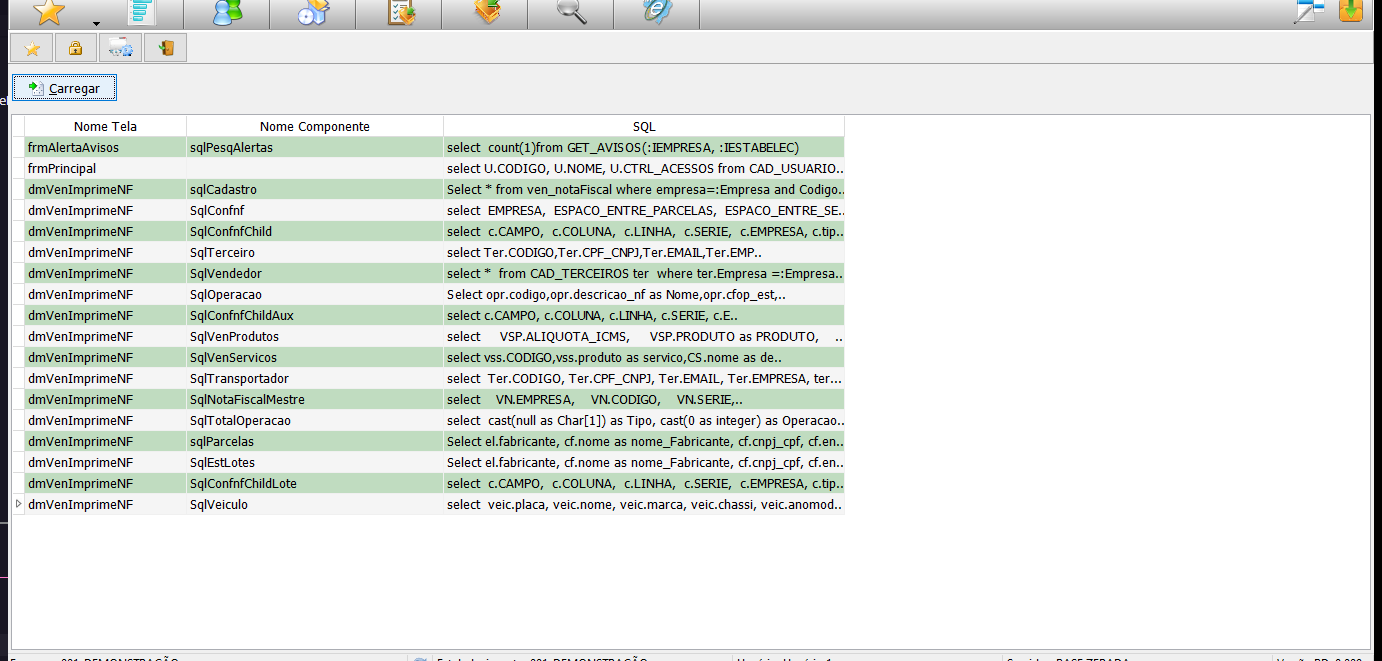 Carregar
Nome Tela Nome Componente SQL
frmAlertaAvisos sqlPesqAlertas select count(1)from GET_AVISOS(:IEMPRESA, :IESTABELEC)
frmPrincipal select U.CODIGO, U.NOME, U.CTRL_ACESSOS from CAD_USUARIO..
dmVenImprimeNF sqlCadastro Select * from ven_notaFiscal where empresa=:Empresa and Codigo..
dmVenImprimeNF SqlConfnf select EMPRESA, ESPACO_ENTRE_PARCELAS, ESPACO_ENTRE_SE..
dmVenImprimeNF SqlConfnfChild select c.CAMPO, c.COLUNA, c.LINHA, c.SERIE, c.EMPRESA, c.tip..
dmVenImprimeNF SqlTerceiro select Ter.CODIGO,Ter.CPF_CNPJ,Ter.EMAIL,Ter.EMP..
dmVenImprimeNF SqlVendedor select * from CAD_TERCEIROS ter where ter.Empresa =:Empresa..
dmVenImprimeNF SqlOperacao Select opr.codigo,opr.descricao_nf as Nome,opr.cfop_est,..
dmVenImprimeNF SqlConfnfChildAux select c.CAMPO, c.COLUNA, c.LINHA, c.SERIE, c.E..
dmVenImprimeNF SqlVenProdutos select VSP.ALIQUOTA_ICMS, VSP.PRODUTO as PRODUTO, ..
dmVenImprimeNF SqlVenServicos select vss.CODIGO,vss.produto as servico,CS.nome as de..
dmVenImprimeNF SqlTransportador select Ter.CODIGO, Ter.CPF_CNPJ, Ter.EMAIL, Ter.EMPRESA, ter...
dmVenImprimeNF SqlNotaFiscalMestre select VN.EMPRESA, VN.CODIGO, VN.SERIE,..
dmVenImprimeNF SqlTotalOperacao select cast(null as Char[1]) as Tipo, cast(0 as integer) as Operacao..
dmVenImprimeNF sqlParcelas Select el.fabricante, cf.nome as nome_Fabricante, cf.cnpj_cpf, cf.en..
dmVenImprimeNF SqlEstLotes Select el.fabricante, cf.nome as nome_Fabricante, cf.cnpj_cpf, cf.en..
dmVenImprimeNF SqlConfnfChildLote select c.CAMPO, c.COLUNA, c.LINHA, c.SERIE, c.EMPRESA, c.tip..
dmVenImprimeNF SqlVeiculo select veic.placa, veic.nome, veic.marca, veic.chassi, veic.anomod..